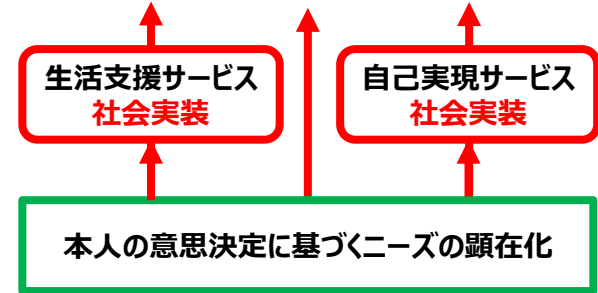 生活支援サービス
社会実装
自己実現サービス
社会実装
本人の意思決定に基づくニーズの顕在化